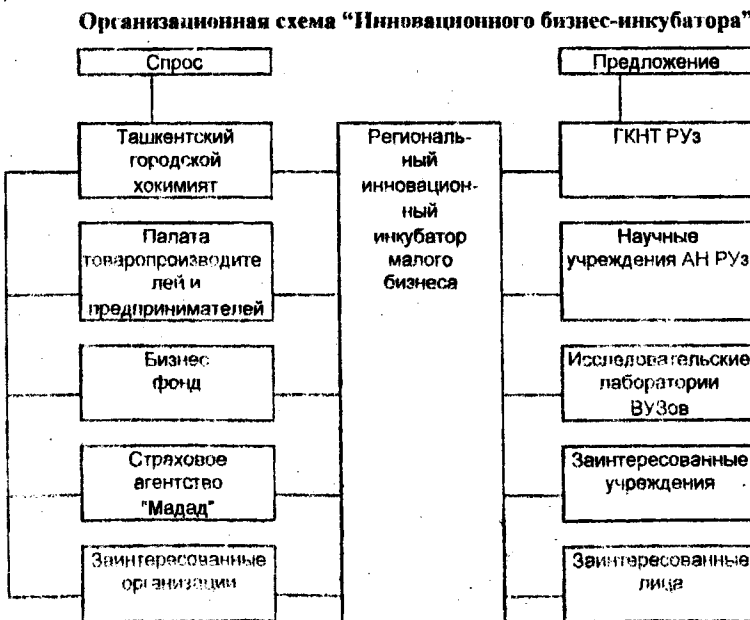 Организационная схема “Инновационного бизнес-инкубатора”
Спрос
Ташкентский
городской
хокимият
Палата
товаропроизводите
лей и
предпринимателей
Бизнес
фонд
Страховое
агентство
"Мадад"
Заинтересованные
организации
Региональ-
ный
инновацион-
ный
инкубатор
малого
бизнеса
Предложение
ГКНТ РУз
Научные
учреждения АН РУз
Исследовательские
лаборатории
ВУЗов
Заинтересованные
учреждения
Заинтересованные
лица